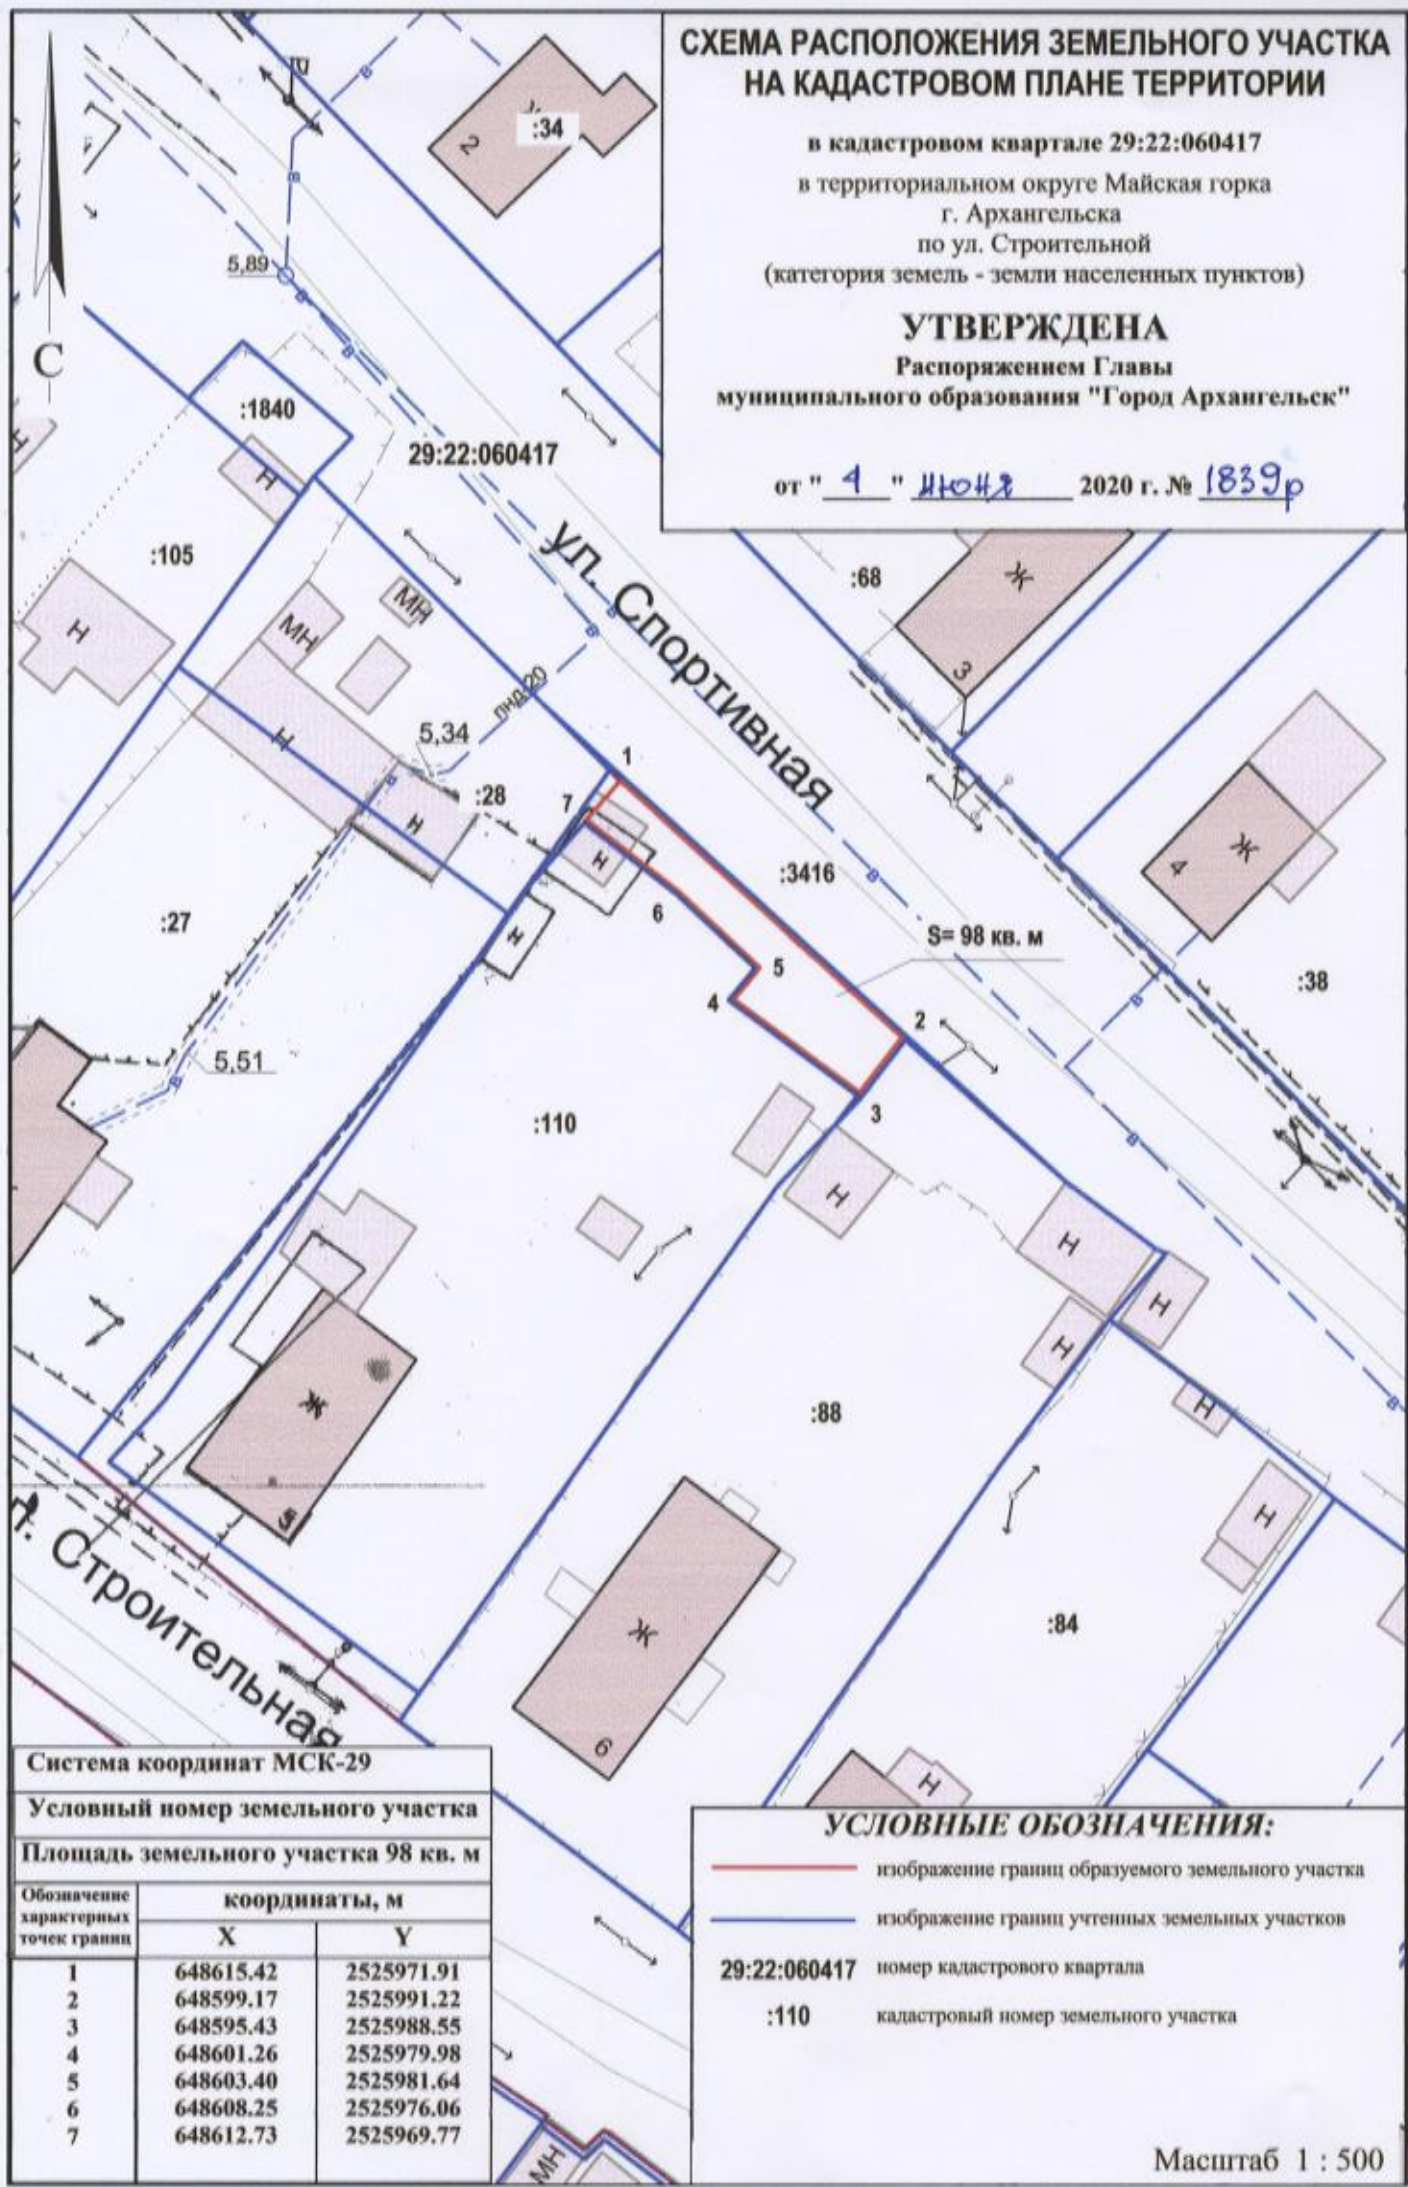 СХЕМА РАСПОЛОЖЕНИЯ ЗЕМЕЛЬНОГО УЧАСТКА
НА КАДАСТРОВОМ ПЛАНЕ ТЕРРИТОРИИ
в кадастровом квартале 29:22:060417
в территориальном округе Майская горка
г. Архангельска
по ул. Строительной
(категория земель - земли населенных пунктов)
УТВЕРЖДЕНА
Распоряжением Главы
муниципального образования "Город Архангельск"
от " 4 " июня 2020 г. № 1839р
С
2
:34
5,89
:1840
Н
29:22:060417
:105
Н
МН
МН
ул. Спортивная
:68
Ж
3
пнд 20
5,34
Н
Н
:28
1
7
Н
6
:3416
Ж
4
:27
Н
5
S= 98 кв. м
:38
4
2
5,51
:110
3
Н
Н
Н
Н
Ж
5
:88
Н
Н
Ж
6
:84
ул. Строительная
Н
Система координат МСК-29
Условный номер земельного участка
Площадь земельного участка 98 кв. м
Обозначение характерных точек границ
координаты, м
X Y
1 648615.42 2525971.91
2 648599.17 2525991.22
3 648595.43 2525988.55
4 648601.26 2525979.98
5 648603.40 2525981.64
6 648608.25 2525976.06
7 648612.73 2525969.77
УСЛОВНЫЕ ОБОЗНАЧЕНИЯ:
изображение границ образуемого земельного участка
изображение границ учтенных земельных участков
29:22:060417 номер кадастрового квартала
:110 кадастровый номер земельного участка
МН
Масштаб 1 : 500